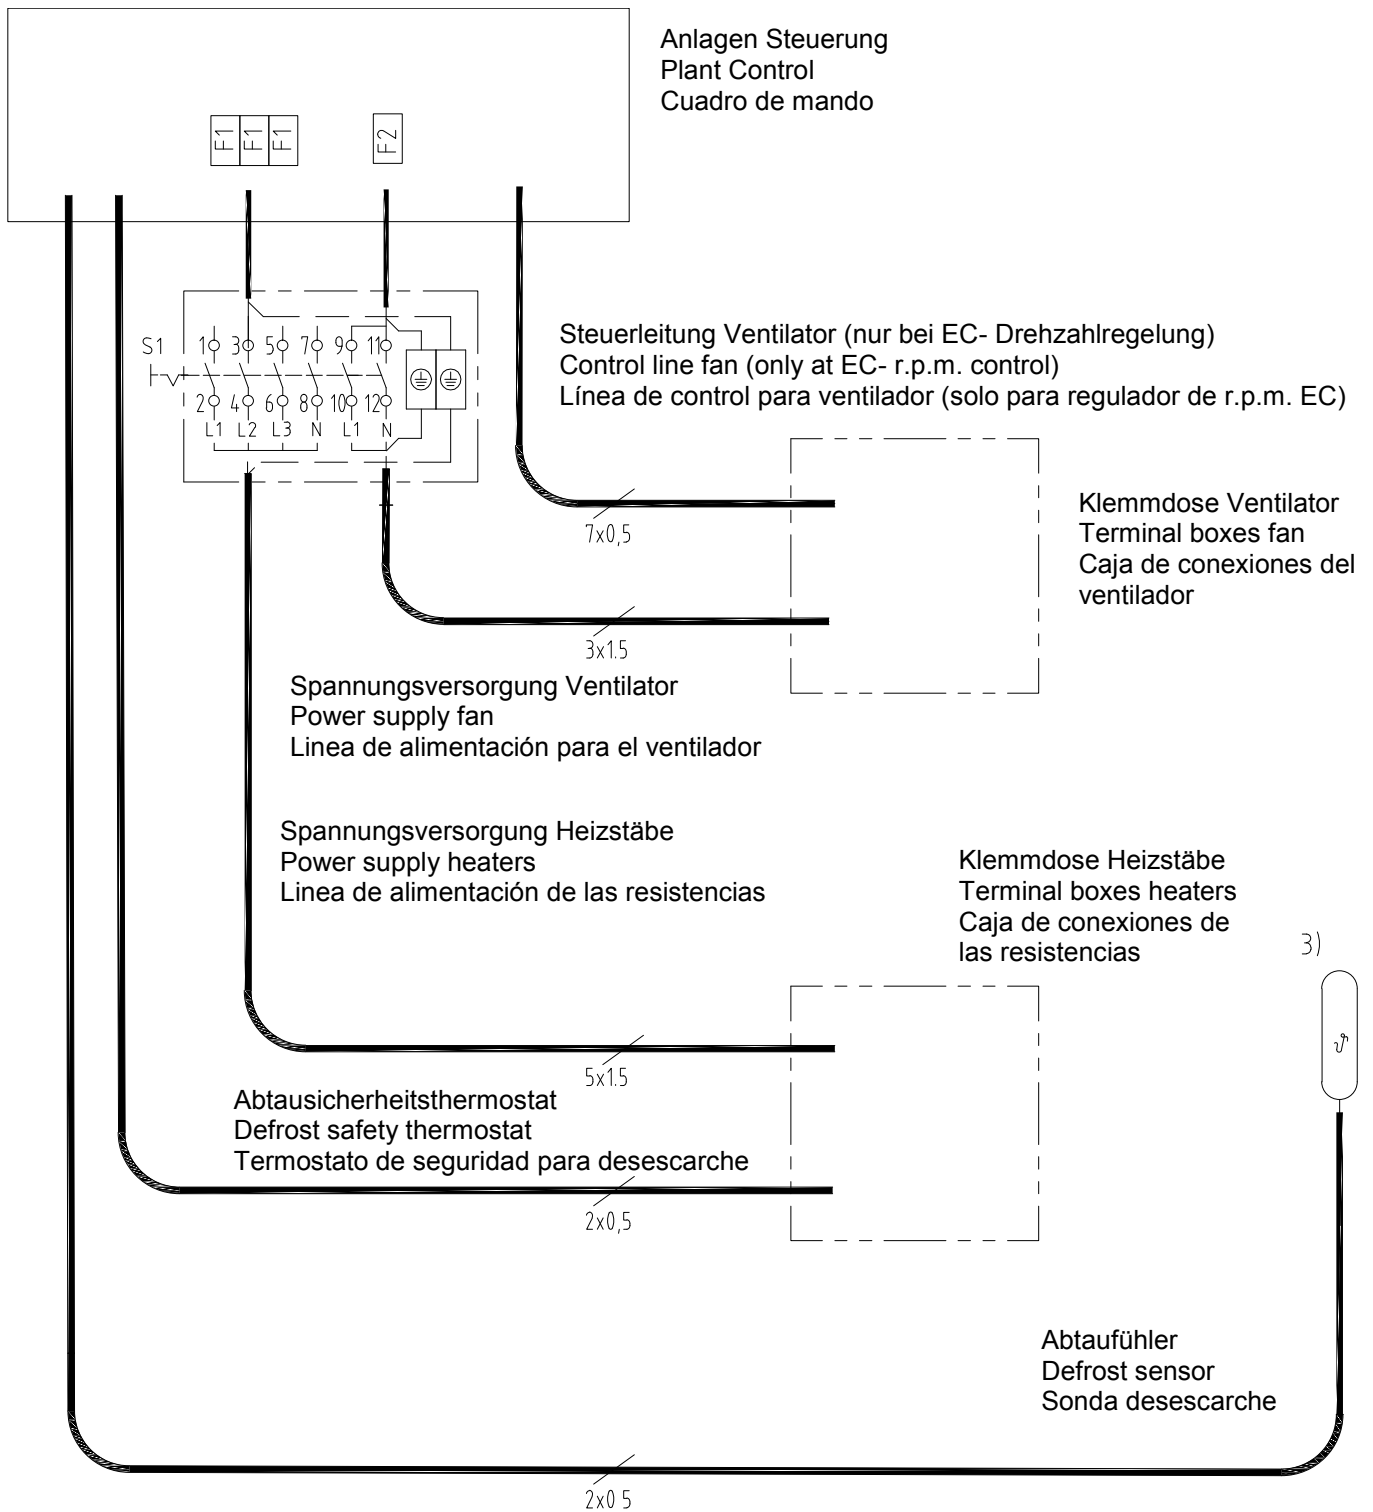 Anlagen Steuerung
Plant Control
Cuadro de mando
F1 F1 F1 F2
S1
1 3 5 7 9 11
2 4 6 8 10 12
L1 L2 L3 N L1 N
Steuerleitung Ventilator (nur bei EC- Drehzahlregelung)
Control line fan (only at EC- r.p.m. control)
Línea de control para ventilador (solo para regulador de r.p.m. EC)
7x0,5
Klemmdose Ventilator
Terminal boxes fan
Caja de conexiones del
ventilador
3x1.5
Spannungsversorgung Ventilator
Power supply fan
Linea de alimentación para el ventilador
Spannungsversorgung Heizstäbe
Power supply heaters
Linea de alimentación de las resistencias
Klemmdose Heizstäbe
Terminal boxes heaters
Caja de conexiones de
las resistencias
3)
ϑ
5x1.5
Abtausicherheitsthermostat
Defrost safety thermostat
Termostato de seguridad para desescarche
2x0,5
Abtaufühler
Defrost sensor
Sonda desescarche
2x0 5